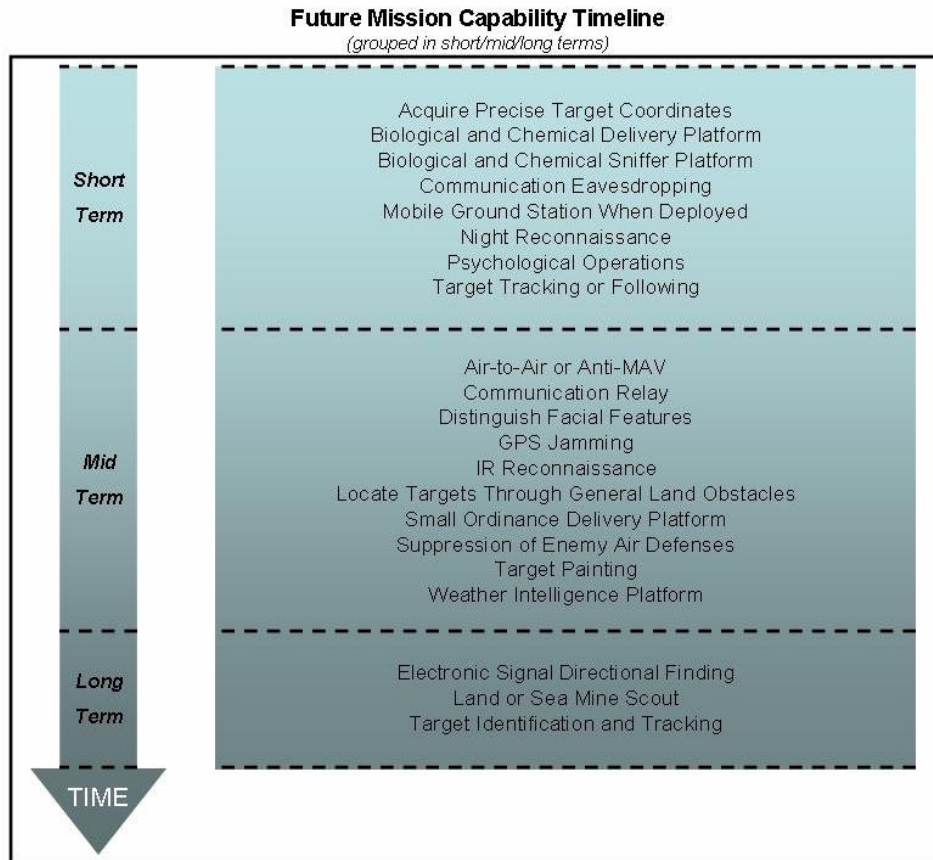 Future Mission Capability Timeline
(grouped in short/mid/long terms)
Short
Term
Acquire Precise Target Coordinates
Biological and Chemical Delivery Platform
Biological and Chemical Sniffer Platform
Communication Eavesdropping
Mobile Ground Station When Deployed
Night Reconnaissance
Psychological Operations
Target Tracking or Following
Mid
Term
Air-to-Air or Anti-MAV
Communication Relay
Distinguish Facial Features
GPS Jamming
IR Reconnaissance
Locate Targets Through General Land Obstacles
Small Ordinance Delivery Platform
Suppression of Enemy Air Defenses
Target Painting
Weather Intelligence Platform
Long
Term
Electronic Signal Directional Finding
Land or Sea Mine Scout
Target Identification and Tracking
TIME